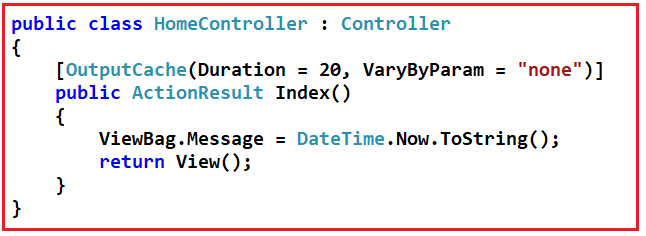 public class HomeController : Controller
{
    [OutputCache(Duration = 20, VaryByParam = "none")]
    public ActionResult Index()
    {
        ViewBag.Message = DateTime.Now.ToString();
        return View();
    }
}